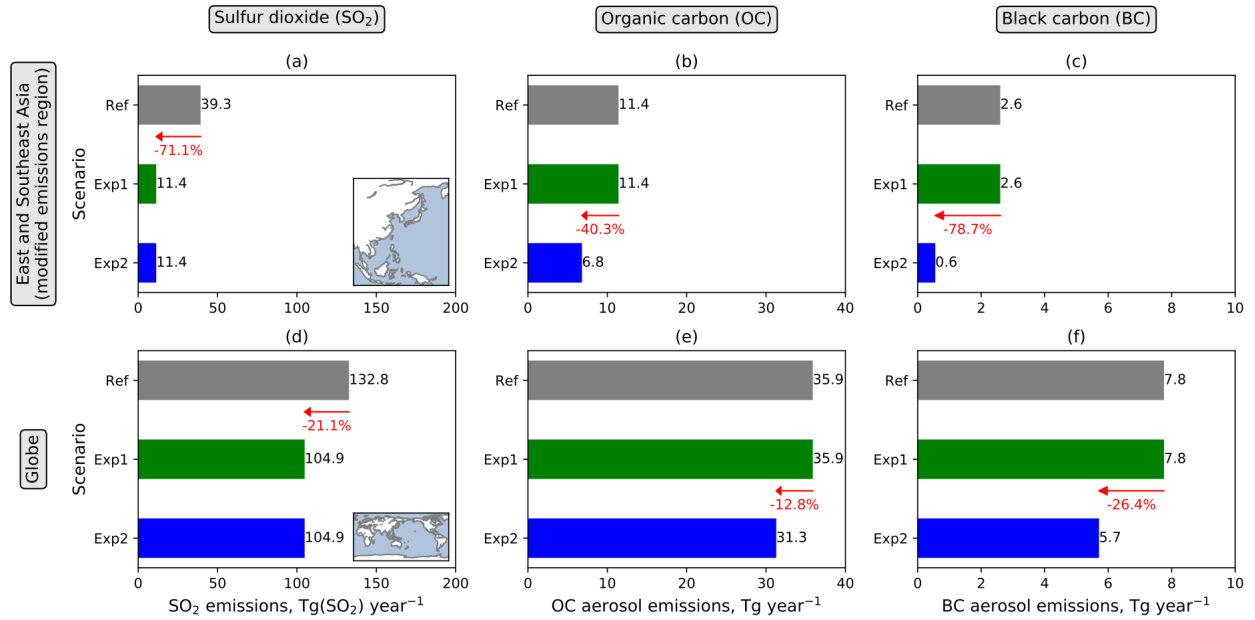 Sulfur dioxide (SO₂)
Organic carbon (OC)
Black carbon (BC)
East and Southeast Asia
(modified emissions region)
Scenario
(a)
Ref
39.3
-71.1%
Exp1
11.4
Exp2
11.4
0
50
100
150
200
(b)
Ref
11.4
Exp1
11.4
-40.3%
Exp2
6.8
0
10
20
30
40
(c)
Ref
2.6
Exp1
2.6
-78.7%
Exp2
0.6
0
2
4
6
8
10
Globe
Scenario
(d)
Ref
132.8
-21.1%
Exp1
104.9
Exp2
104.9
0
50
100
150
200
SO₂ emissions, Tg(SO₂) year⁻¹
(e)
Ref
35.9
Exp1
35.9
-12.8%
Exp2
31.3
0
10
20
30
40
OC aerosol emissions, Tg year⁻¹
(f)
Ref
7.8
Exp1
7.8
-26.4%
Exp2
5.7
0
2
4
6
8
10
BC aerosol emissions, Tg year⁻¹